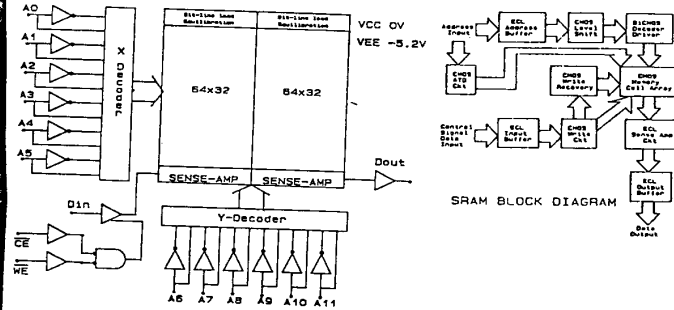 A0
A1
A2
A3
A4
A5
X Decoder
Bit-line load
Equilibration
Bit-line load
Equilibration
64x32
64x32
VCC 0V
VEE -5.2V
SENSE-AMP
SENSE-AMP
Dout
Din
CE
WE
Y-Decoder
A6 A7 A8 A9 A10 A11
Address
Input
ECL
Address
Buffer
CMOS
Level
Shift
BiCMOS
Decoder
Driver
CMOS
ATD
Ckt
CMOS
Write
Recovery
CMOS
Memory
Cell Array
Control
Signal
Data
Input
ECL
Input
Buffer
CMOS
Write
Ckt
ECL
Sense Amp
Ckt
ECL
Output
Buffer
Data
Output
SRAM BLOCK DIAGRAM